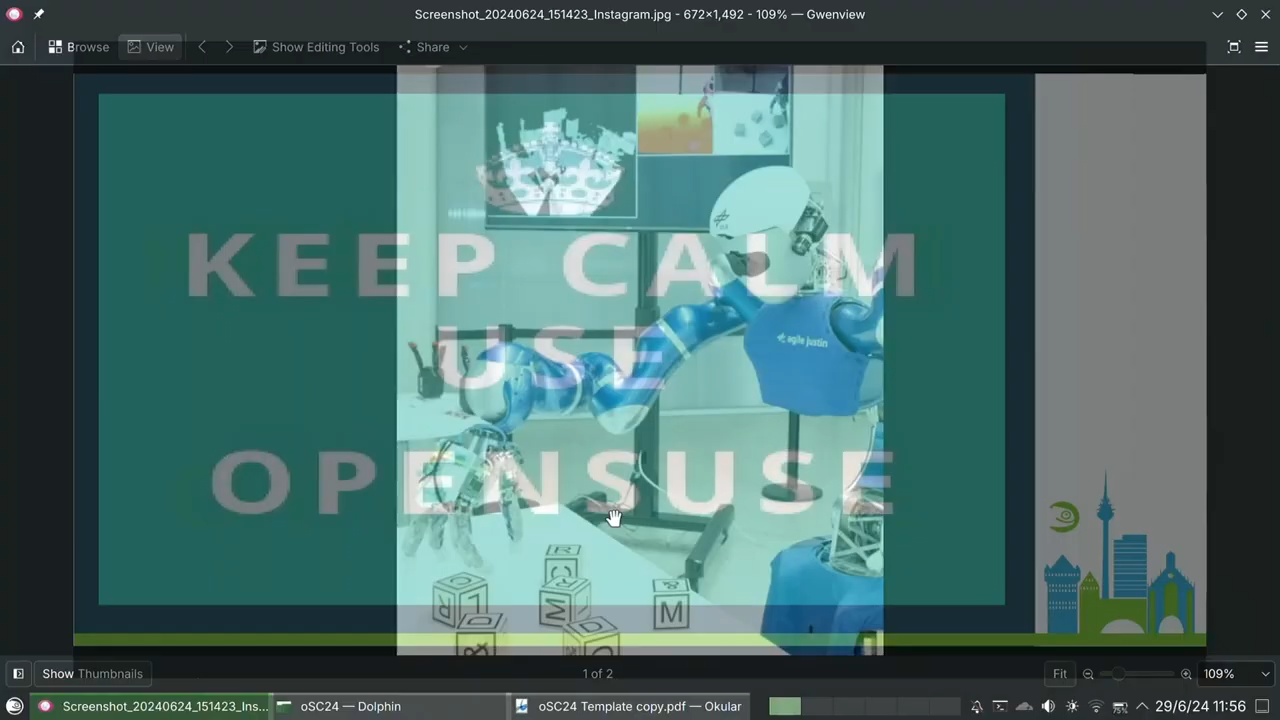 Screenshot_20240624_151423_Instagram.jpg - 672×1,492 - 109% — Gwenview
Browse
View
Show Editing Tools
Share
KEEP CALM
USE
OPENSUSE
agile justin
R
C
M
M
D
Show Thumbnails
1 of 2
Fit
109%
Screenshot_20240624_151423_Ins...
oSC24 — Dolphin
oSC24 Template copy.pdf — Okular
29/6/24 11:56